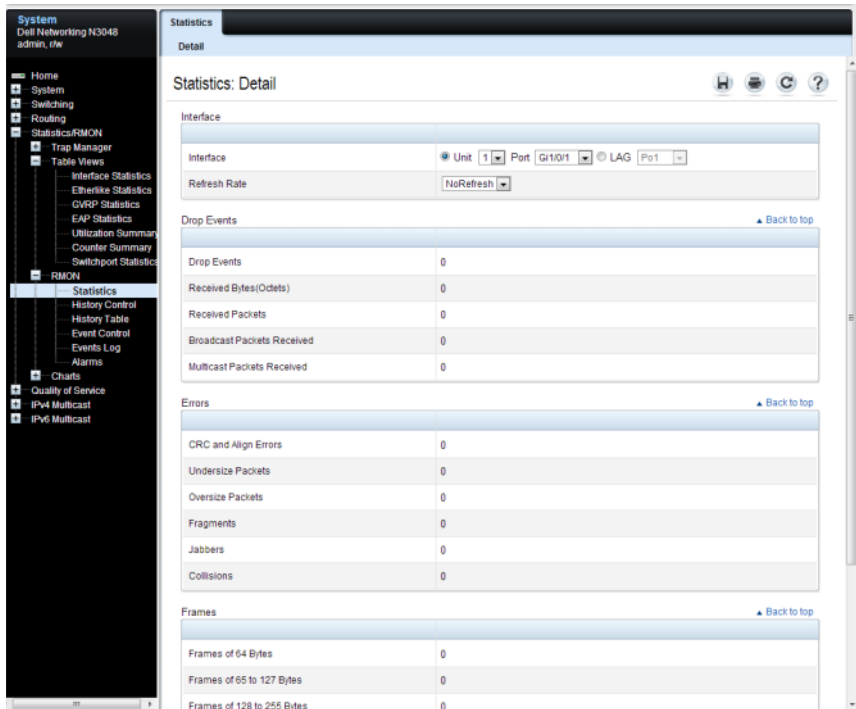 System
Dell Networking N3048
admin, r/w
Home
System
Switching
Routing
Statistics/RMON
Trap Manager
Table Views
Interface Statistics
Etherlike Statistics
GVRP Statistics
EAP Statistics
Utilization Summary
Counter Summary
Switchport Statistics
RMON
Statistics
History Control
History Table
Event Control
Events Log
Alarms
Charts
Quality of Service
IPv4 Multicast
IPv6 Multicast
Statistics
Detail
Statistics: Detail
H
C
?
Interface
Interface Unit 1 Port Gi1/0/1 LAG Po1
Refresh Rate NoRefresh
Drop Events ▲ Back to top
Drop Events 0
Received Bytes(Octets) 0
Received Packets 0
Broadcast Packets Received 0
Multicast Packets Received 0
Errors ▲ Back to top
CRC and Align Errors 0
Undersize Packets 0
Oversize Packets 0
Fragments 0
Jabbers 0
Collisions 0
Frames ▲ Back to top
Frames of 64 Bytes 0
Frames of 65 to 127 Bytes 0
Frames of 128 to 255 Bytes 0